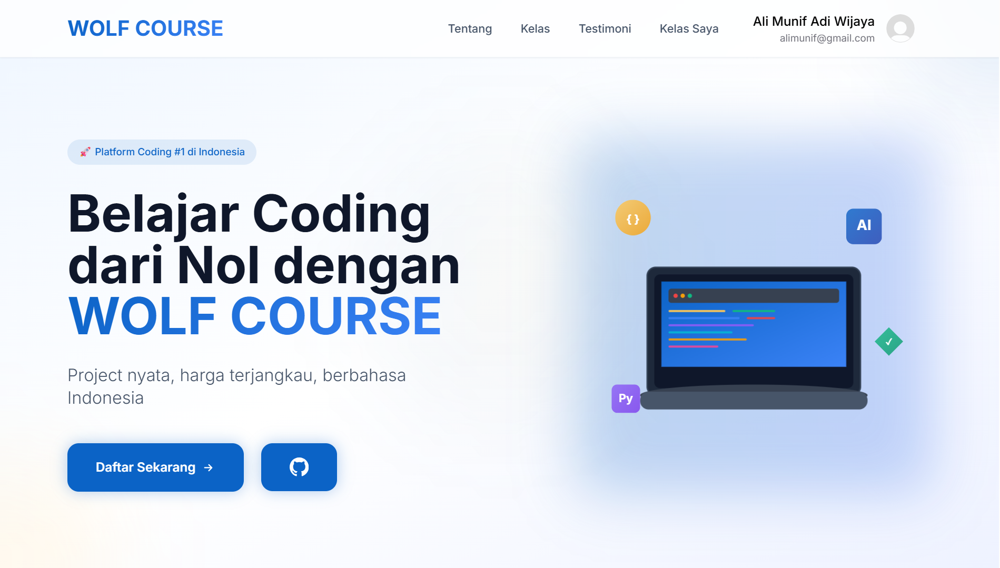 WOLF COURSE
Tentang
Kelas
Testimoni
Kelas Saya
Ali Munif Adi Wijaya
alimunif@gmail.com
🚀 Platform Coding #1 di Indonesia
Belajar Coding
dari Nol dengan
WOLF COURSE
Project nyata, harga terjangkau, berbahasa
Indonesia
Daftar Sekarang →
{ }
AI
✓
Py